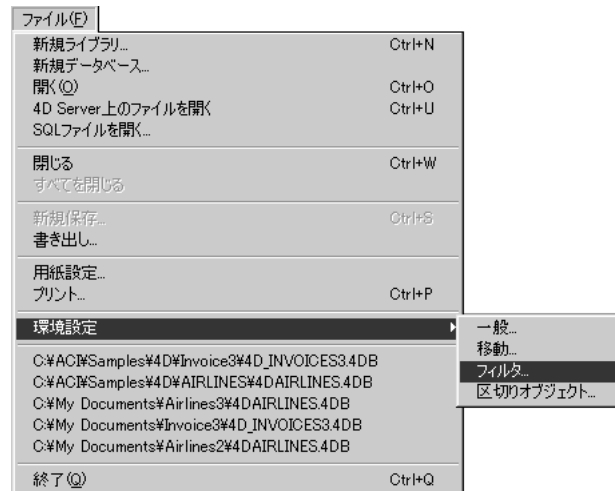 ファイル(F)
新規ライブラリ... Ctrl+N
新規データベース...
開く(O) Ctrl+O
4D Server上のファイルを開く Ctrl+U
SQLファイルを開く...
閉じる Ctrl+W
すべてを閉じる
新規保存... Ctrl+S
書き出し...
用紙設定...
プリント... Ctrl+P
環境設定
一般...
移動...
フィルタ...
区切りオブジェクト...
C:¥ACI¥Samples¥4D¥Invoice3¥4D_INVOICES3.4DB
C:¥ACI¥Samples¥4D¥AIRLINES¥4DAIRLINES.4DB
C:¥My Documents¥Airlines3¥4DAIRLINES.4DB
C:¥My Documents¥Invoice3¥4D_INVOICES3.4DB
C:¥My Documents¥Airlines2¥4DAIRLINES.4DB
終了(Q) Ctrl+Q